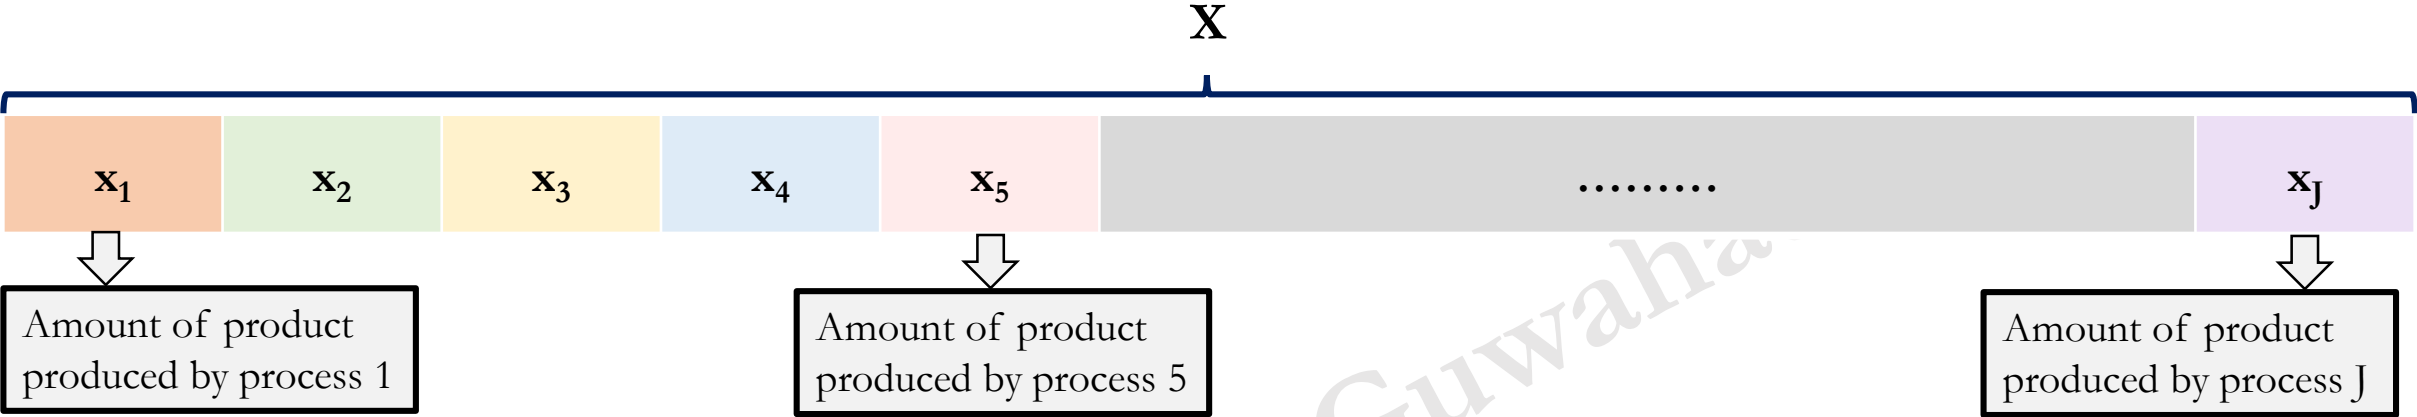 X
x₁ x₂ x₃ x₄ x₅ ......... x_J
Amount of product
produced by process 1
Amount of product
produced by process 5
Amount of product
produced by process J